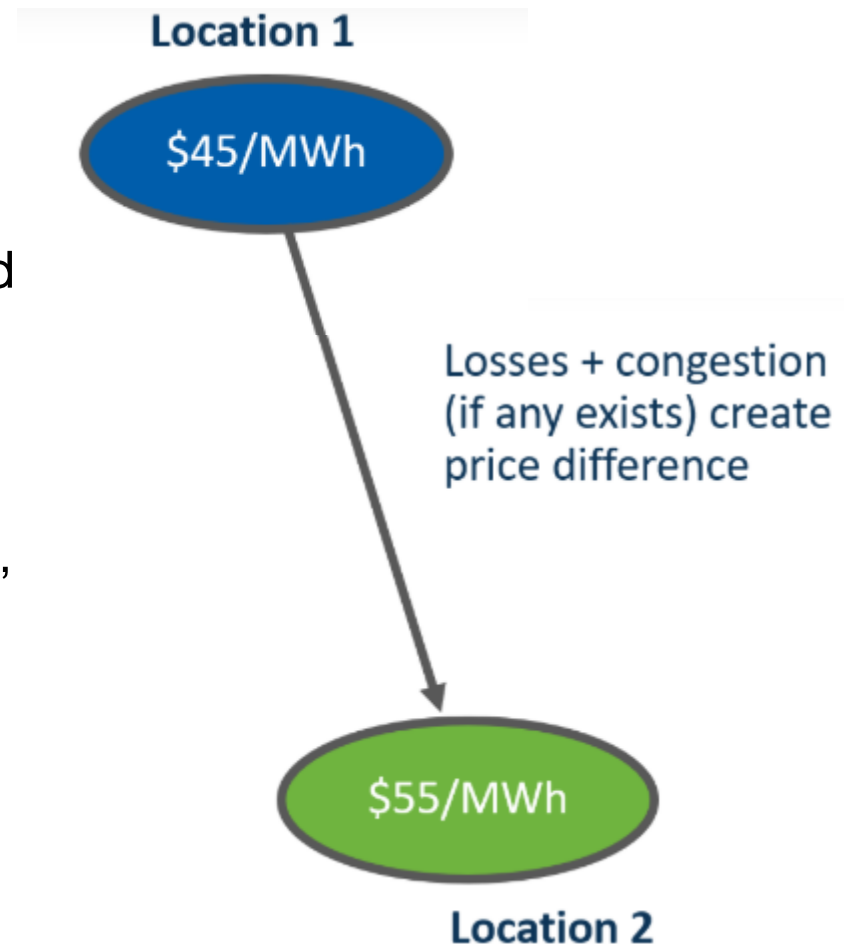 Location 1
$45/MWh
d
Losses + congestion
(if any exists) create
price difference
,
$55/MWh
Location 2